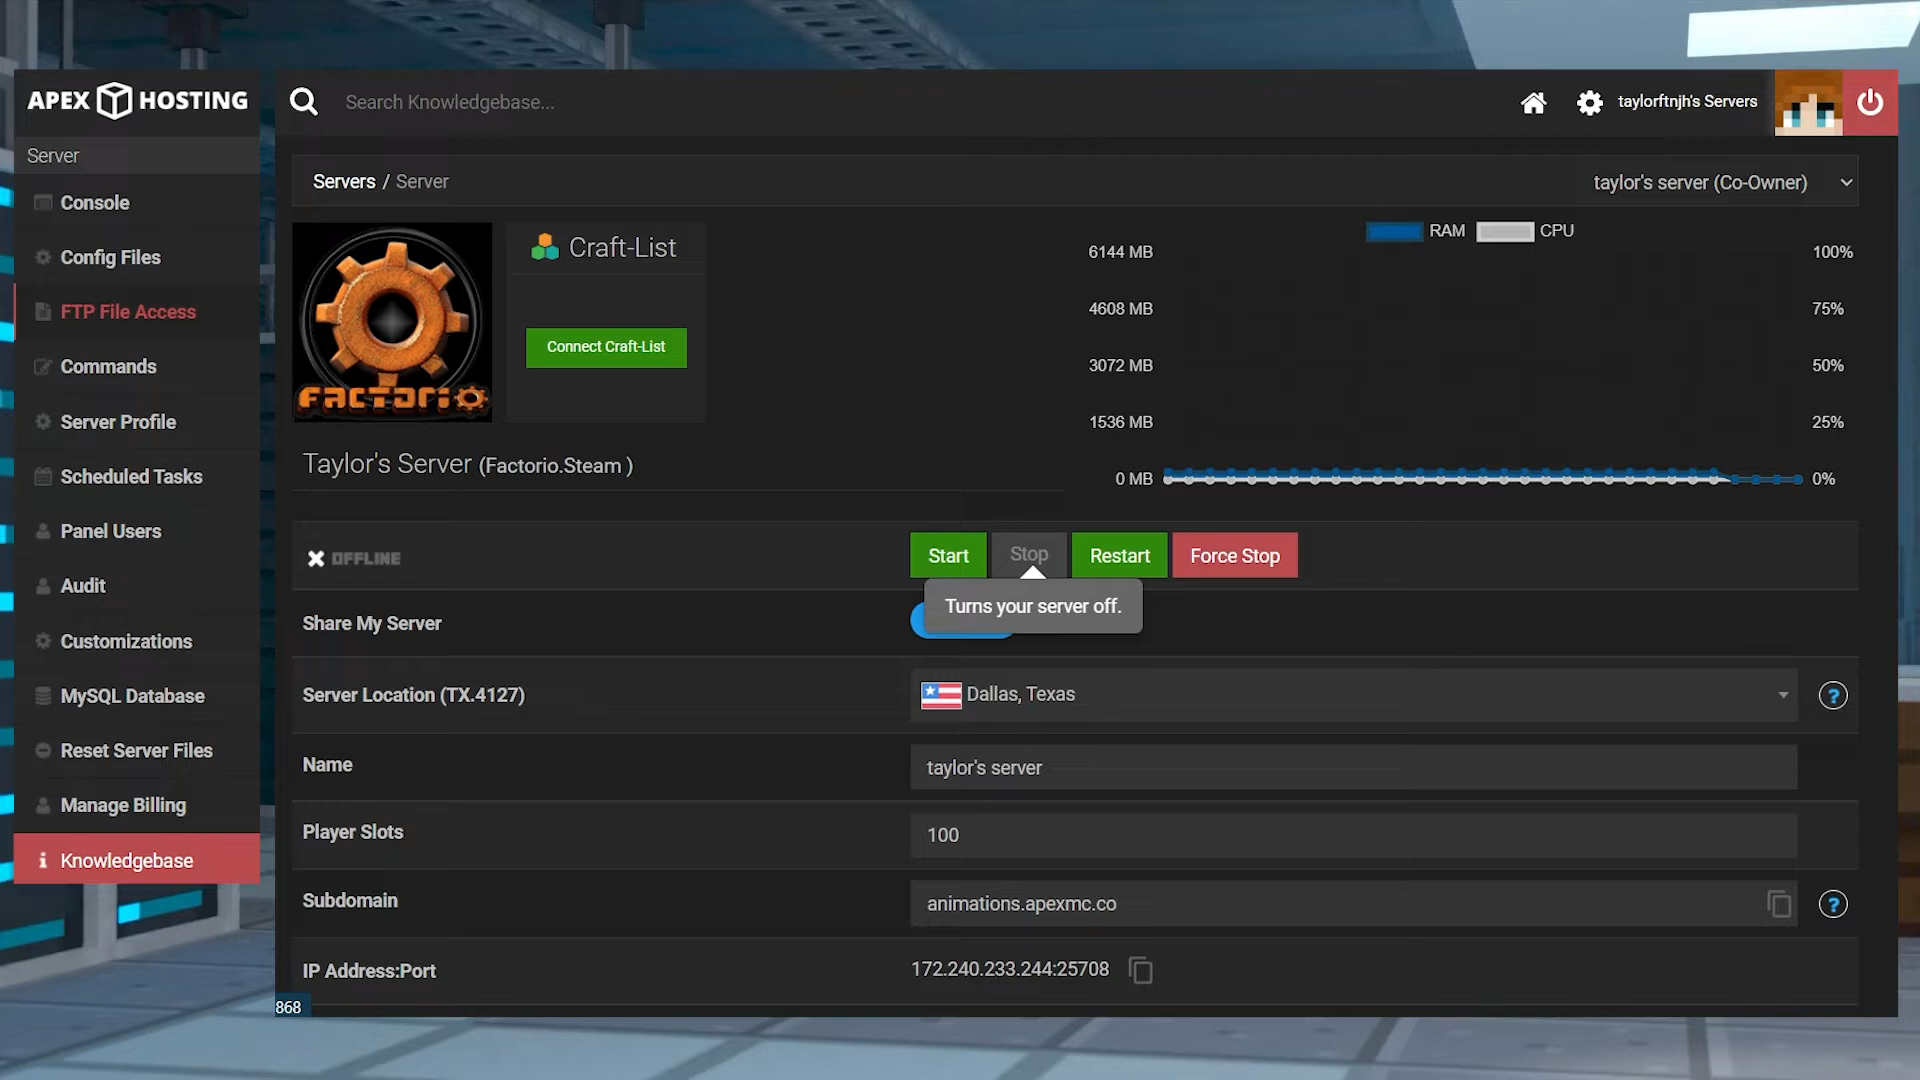 APEX HOSTING
Search Knowledgebase...
taylorftnjh's Servers
Server
Console
Config Files
FTP File Access
Commands
Server Profile
Scheduled Tasks
Panel Users
Audit
Customizations
MySQL Database
Reset Server Files
Manage Billing
Knowledgebase
Servers / Server
taylor's server (Co-Owner)
FACTORIO
Craft-List
Connect Craft-List
RAM CPU
6144 MB 100%
4608 MB 75%
3072 MB 50%
1536 MB 25%
0 MB 0%
Taylor's Server (Factorio.Steam )
OFFLINE
Start Stop Restart Force Stop
Turns your server off.
Share My Server
Server Location (TX.4127) Dallas, Texas ?
Name taylor's server
Player Slots 100
Subdomain animations.apexmc.co ?
IP Address:Port 172.240.233.244:25708
868